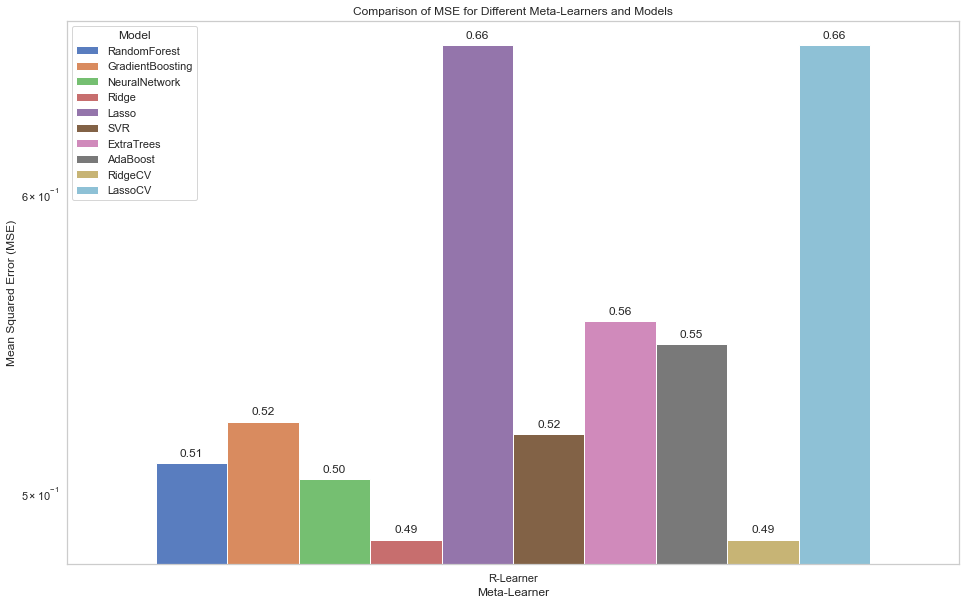 Comparison of MSE for Different Meta-Learners and Models
Model
RandomForest
GradientBoosting
NeuralNetwork
Ridge
Lasso
SVR
ExtraTrees
AdaBoost
RidgeCV
LassoCV
Mean Squared Error (MSE)
6 × 10⁻¹
5 × 10⁻¹
0.51
0.52
0.50
0.49
0.66
0.52
0.56
0.55
0.49
0.66
R-Learner
Meta-Learner